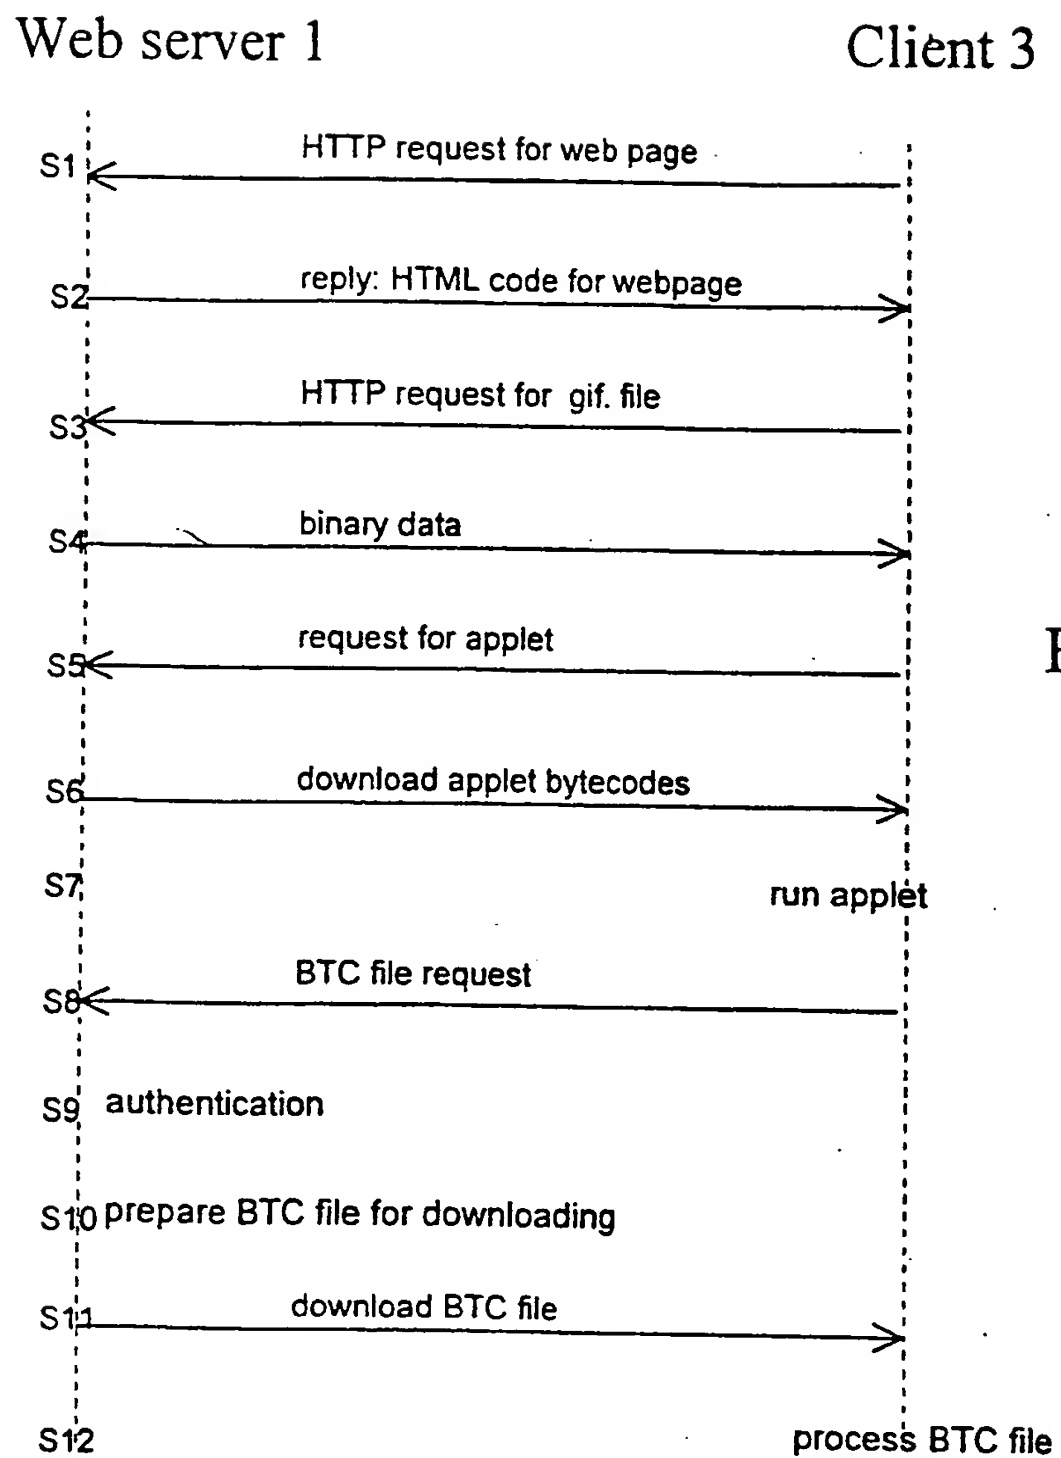 Web server 1
Client 3
S1
HTTP request for web page
S2
reply: HTML code for webpage
S3
HTTP request for gif. file
S4
binary data
S5
request for applet
S6
download applet bytecodes
S7
run applet
S8
BTC file request
S9
authentication
S10
prepare BTC file for downloading
S11
download BTC file
S12
process BTC file